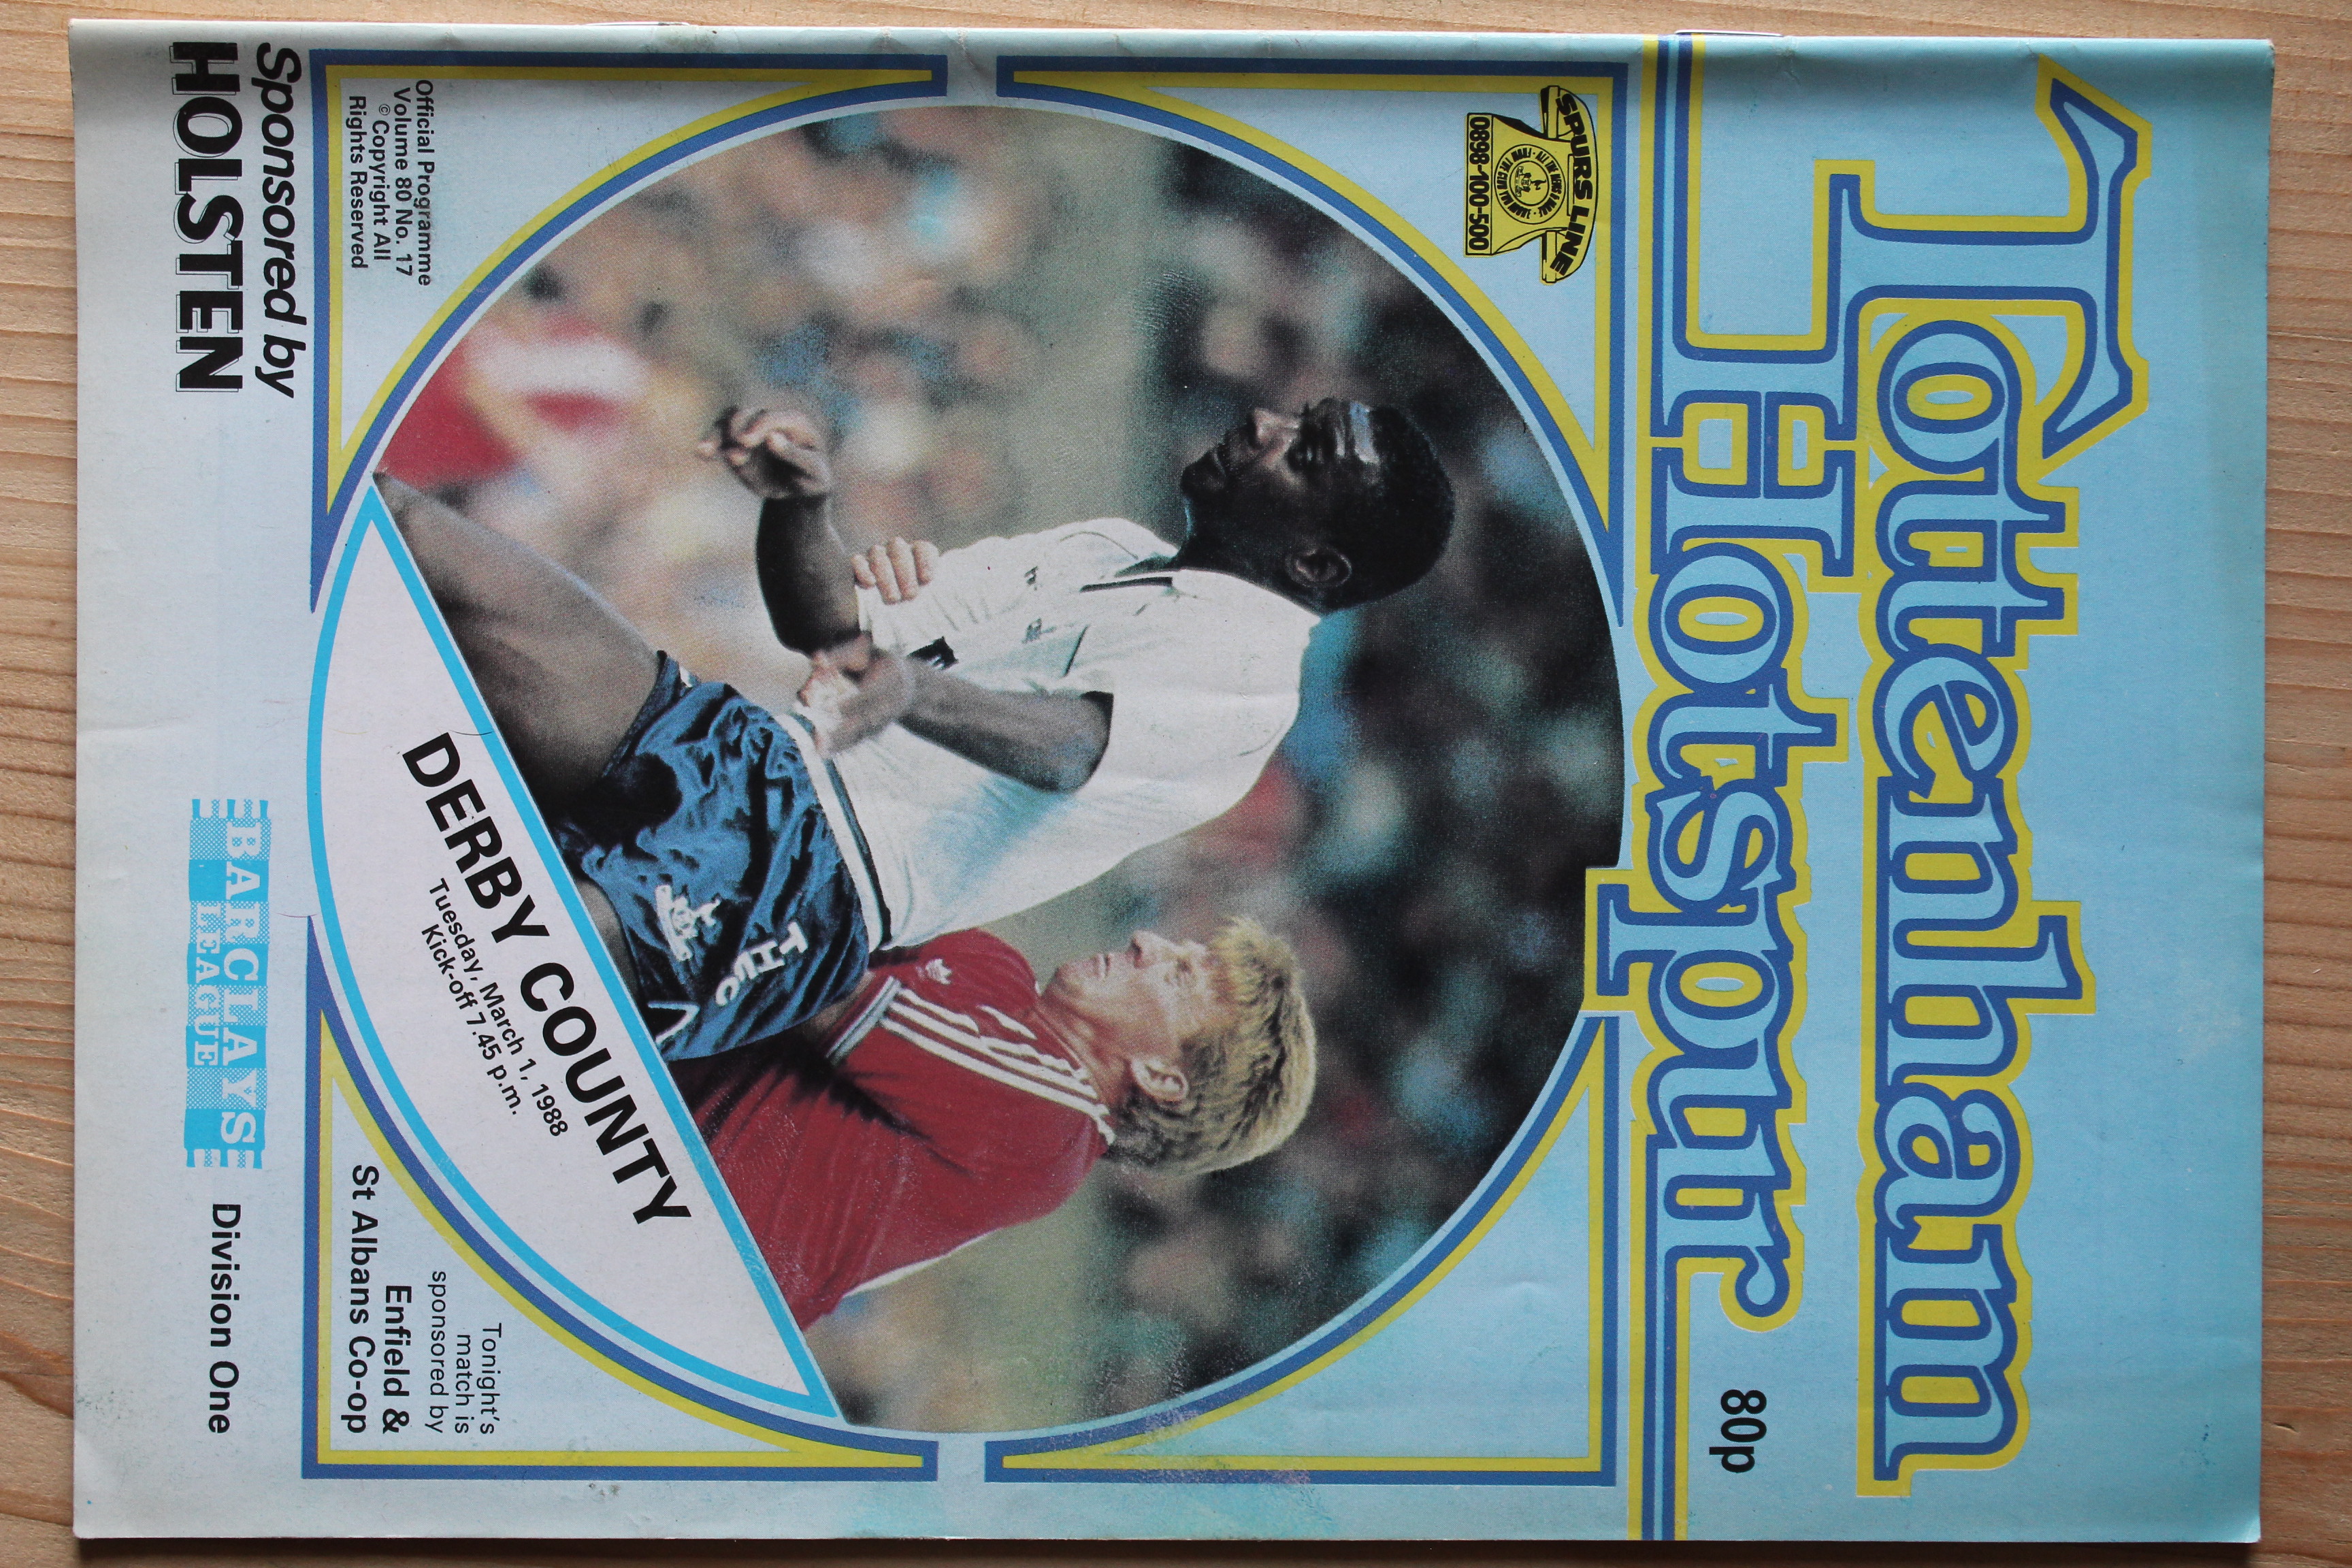 Tottenham
Hotspur
80p
SPURS LINE
0898-100-500
THFC
DERBY COUNTY
Tuesday, March 1, 1988
Kick-off 7.45 p.m.
Official Programme
Volume 80 No. 17
© Copyright All
Rights Reserved
Tonight's
match is
sponsored by
Enfield &
St Albans Co-op
Sponsored by
HOLSTEN
BARCLAYS
LEAGUE
Division One